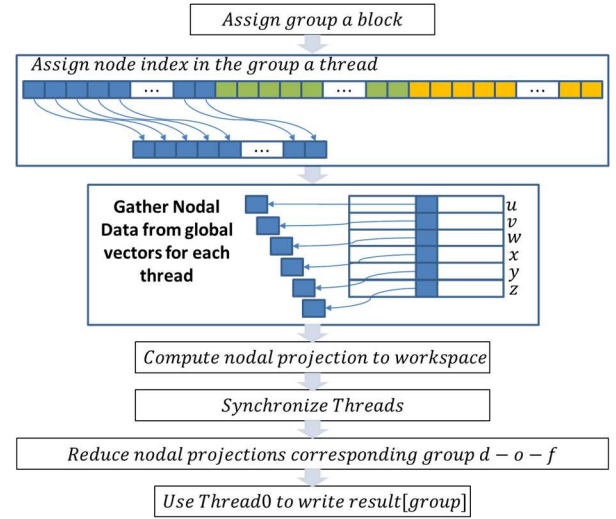 Assign group a block
Assign node index in the group a thread
... ... ...
...
Gather Nodal
Data from global
vectors for each
thread
u
v
w
x
y
z
Compute nodal projection to workspace
Synchronize Threads
Reduce nodal projections corresponding group d − o − f
Use Thread0 to write result[group]